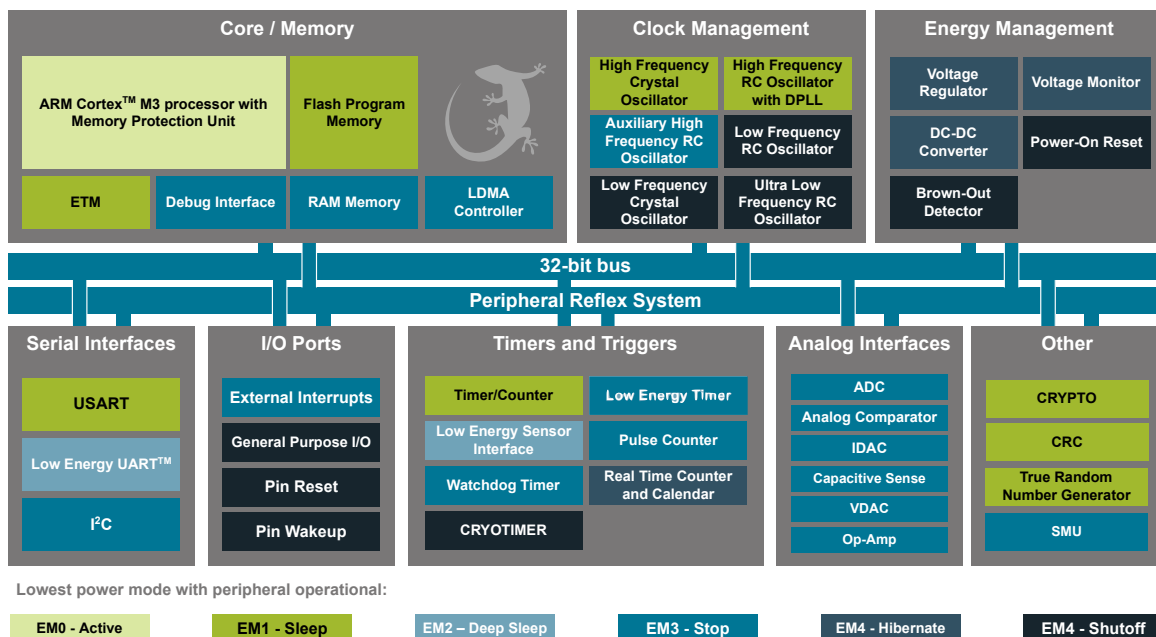 Core / Memory
ARM Cortex™ M3 processor with
Memory Protection Unit
Flash Program
Memory
ETM
Debug Interface
RAM Memory
LDMA
Controller
Clock Management
High Frequency
Crystal
Oscillator
High Frequency
RC Oscillator
with DPLL
Auxiliary High
Frequency RC
Oscillator
Low Frequency
RC Oscillator
Low Frequency
Crystal
Oscillator
Ultra Low
Frequency RC
Oscillator
Energy Management
Voltage
Regulator
Voltage Monitor
DC-DC
Converter
Power-On Reset
Brown-Out
Detector
32-bit bus
Peripheral Reflex System
Serial Interfaces
USART
Low Energy UART™
I²C
I/O Ports
External Interrupts
General Purpose I/O
Pin Reset
Pin Wakeup
Timers and Triggers
Timer/Counter
Low Energy Timer
Low Energy Sensor
Interface
Pulse Counter
Watchdog Timer
Real Time Counter
and Calendar
CRYOTIMER
Analog Interfaces
ADC
Analog Comparator
IDAC
Capacitive Sense
VDAC
Op-Amp
Other
CRYPTO
CRC
True Random
Number Generator
SMU
Lowest power mode with peripheral operational:
EM0 - Active
EM1 - Sleep
EM2 – Deep Sleep
EM3 - Stop
EM4 - Hibernate
EM4 - Shutoff